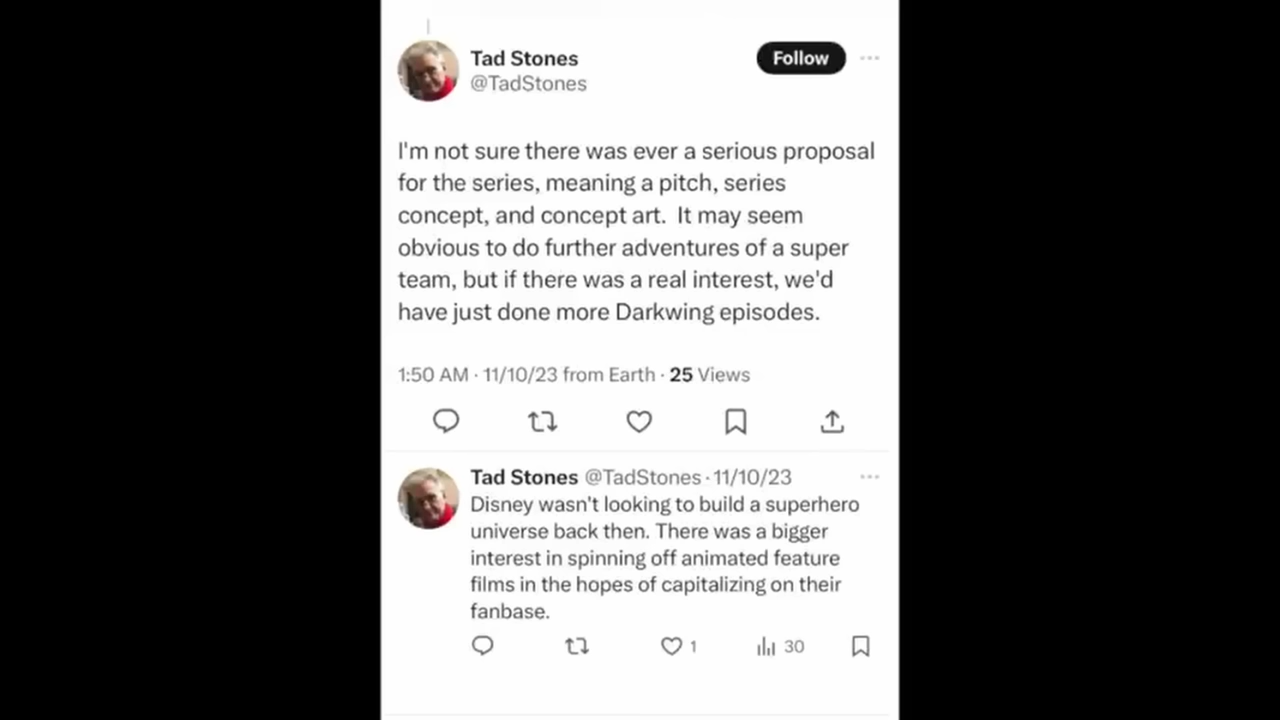 Tad Stones
Follow
@TadStones
I'm not sure there was ever a serious proposal
for the series, meaning a pitch, series
concept, and concept art.  It may seem
obvious to do further adventures of a super
team, but if there was a real interest, we'd
have just done more Darkwing episodes.
1:50 AM · 11/10/23 from Earth · 25 Views
Tad Stones @TadStones · 11/10/23
Disney wasn't looking to build a superhero
universe back then. There was a bigger
interest in spinning off animated feature
films in the hopes of capitalizing on their
fanbase.
1 30